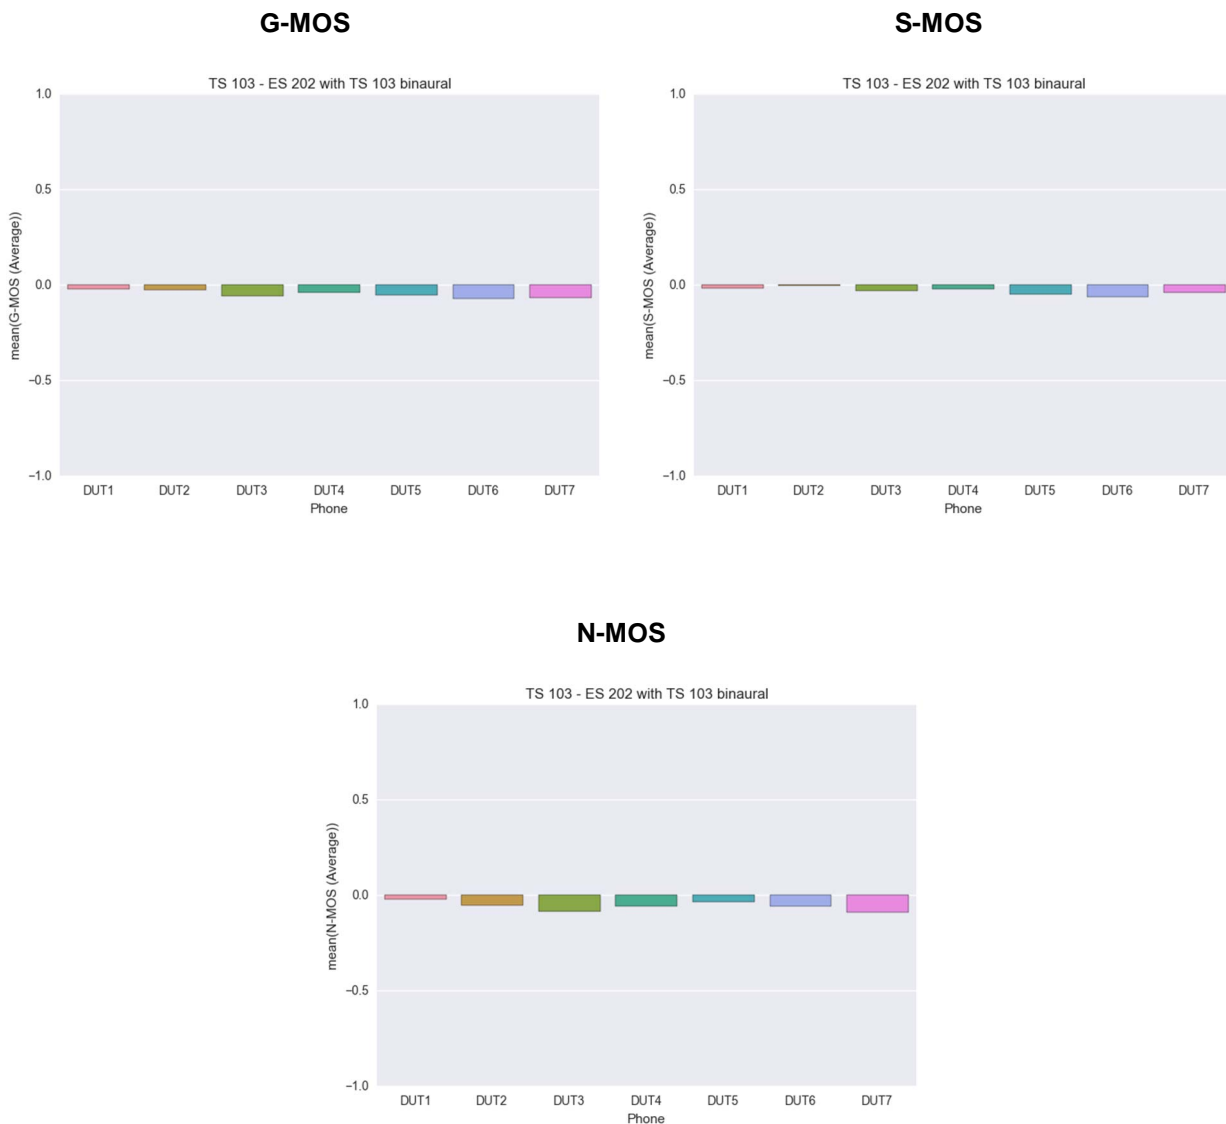 G-MOS
TS 103 - ES 202 with TS 103 binaural
1.0
0.5
0.0
−0.5
−1.0
mean(G-MOS (Average))
DUT1 DUT2 DUT3 DUT4 DUT5 DUT6 DUT7
Phone
S-MOS
TS 103 - ES 202 with TS 103 binaural
1.0
0.5
0.0
−0.5
−1.0
mean(S-MOS (Average))
DUT1 DUT2 DUT3 DUT4 DUT5 DUT6 DUT7
Phone
N-MOS
TS 103 - ES 202 with TS 103 binaural
1.0
0.5
0.0
−0.5
−1.0
mean(N-MOS (Average))
DUT1 DUT2 DUT3 DUT4 DUT5 DUT6 DUT7
Phone